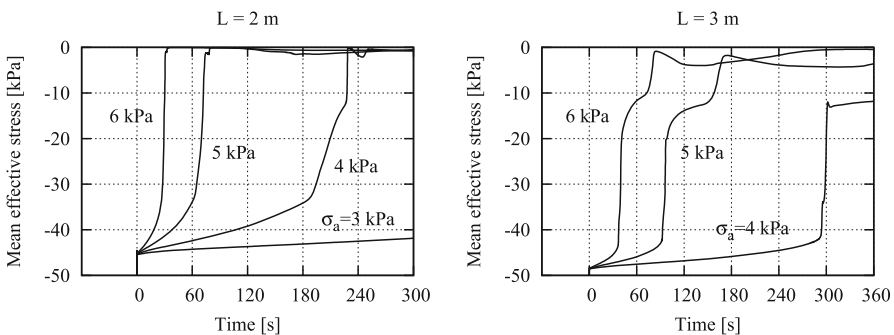 L = 2 m
Mean effective stress [kPa]
0
-10
-20
-30
-40
-50
6 kPa
5 kPa
4 kPa
σa=3 kPa
0 60 120 180 240 300
Time [s]
L = 3 m
Mean effective stress [kPa]
0
-10
-20
-30
-40
-50
6 kPa
5 kPa
σa=4 kPa
0 60 120 180 240 300 360
Time [s]